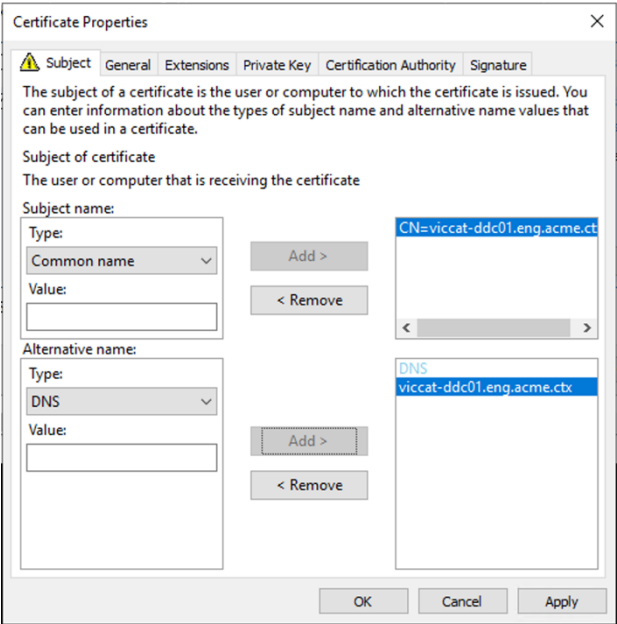 Certificate Properties
Subject General Extensions Private Key Certification Authority Signature
The subject of a certificate is the user or computer to which the certificate is issued. You
can enter information about the types of subject name and alternative name values that
can be used in a certificate.
Subject of certificate
The user or computer that is receiving the certificate
Subject name:
Type:
Common name
Value:
Add >
< Remove
CN=viccat-ddc01.eng.acme.ct
Alternative name:
Type:
DNS
Value:
Add >
< Remove
DNS
viccat-ddc01.eng.acme.ctx
OK Cancel Apply